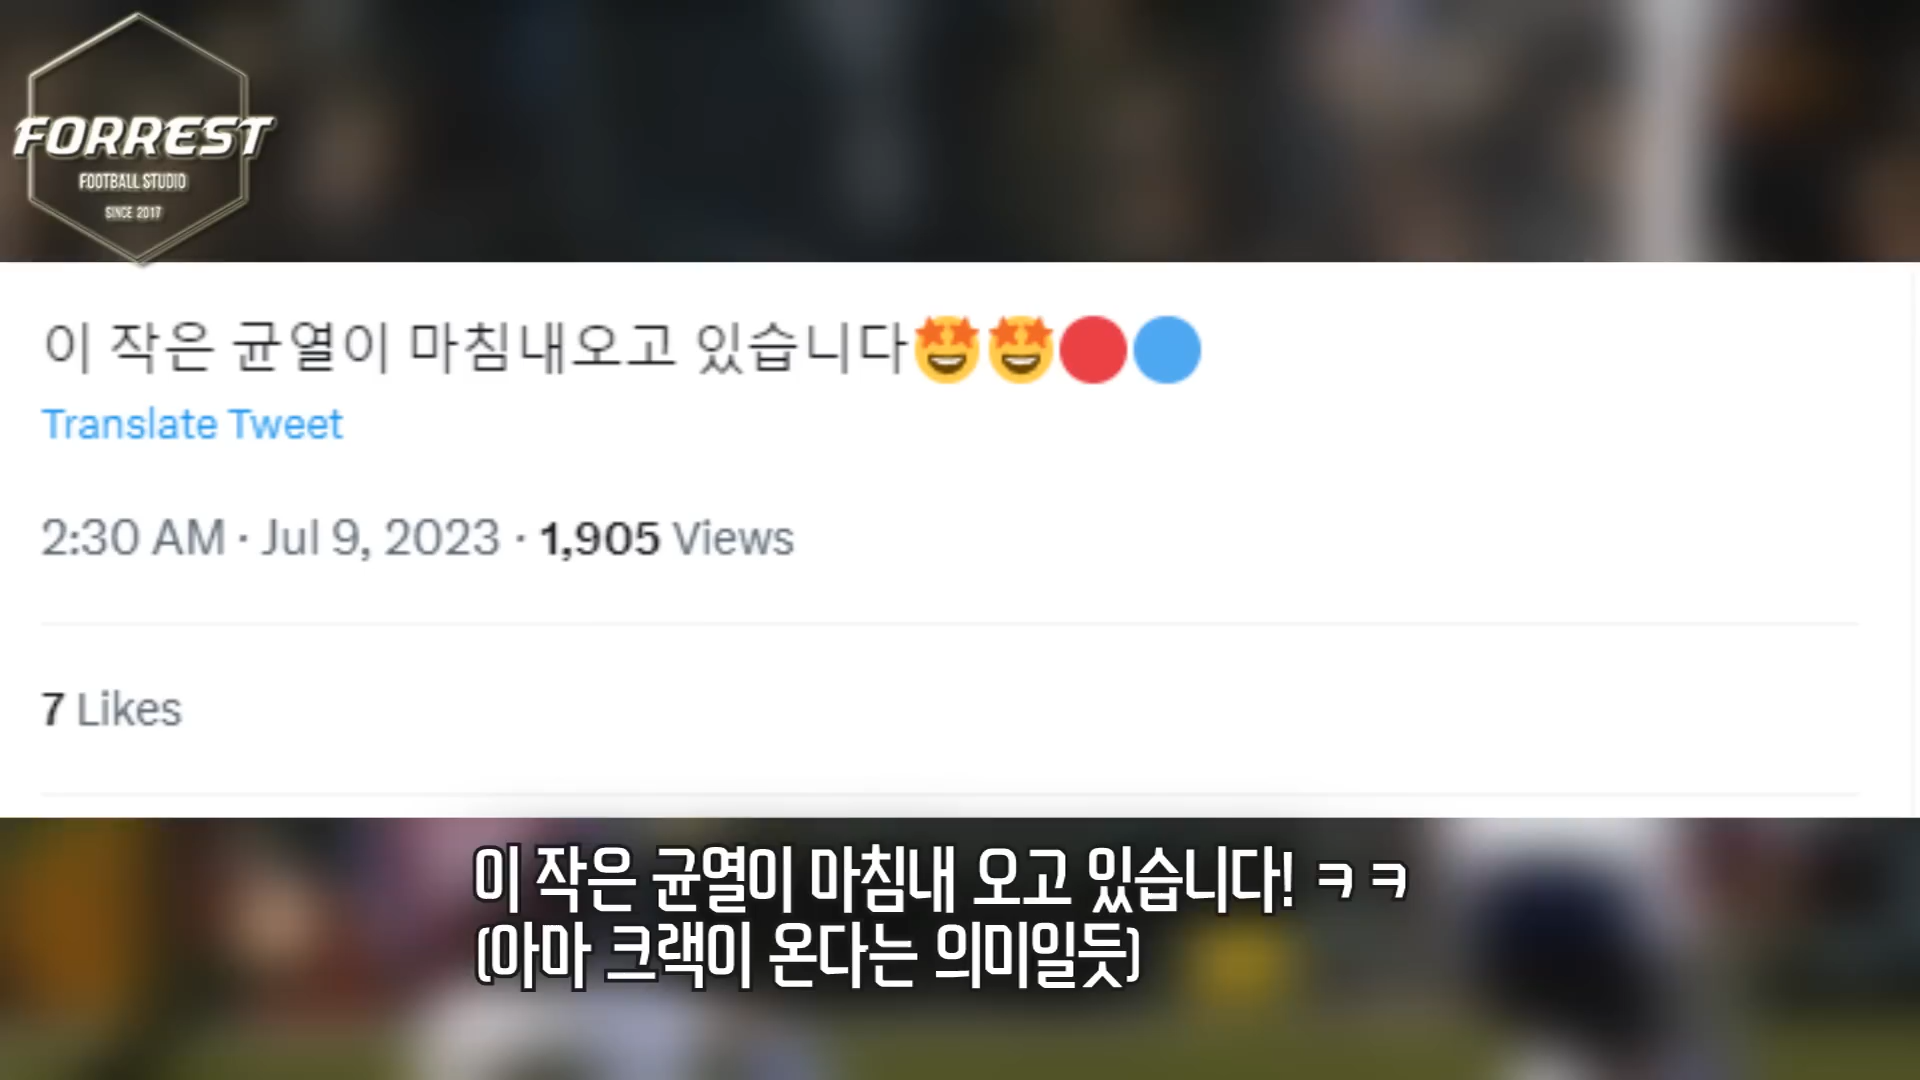 FORREST
FOOTBALL STUDIO
SINCE 2017
이 작은 균열이 마침내오고 있습니다🤩🤩🔴🔵
Translate Tweet
2:30 AM · Jul 9, 2023 · 1,905 Views
7 Likes
이 작은 균열이 마침내 오고 있습니다! ㅋㅋ
(아마 크랙이 온다는 의미일듯)